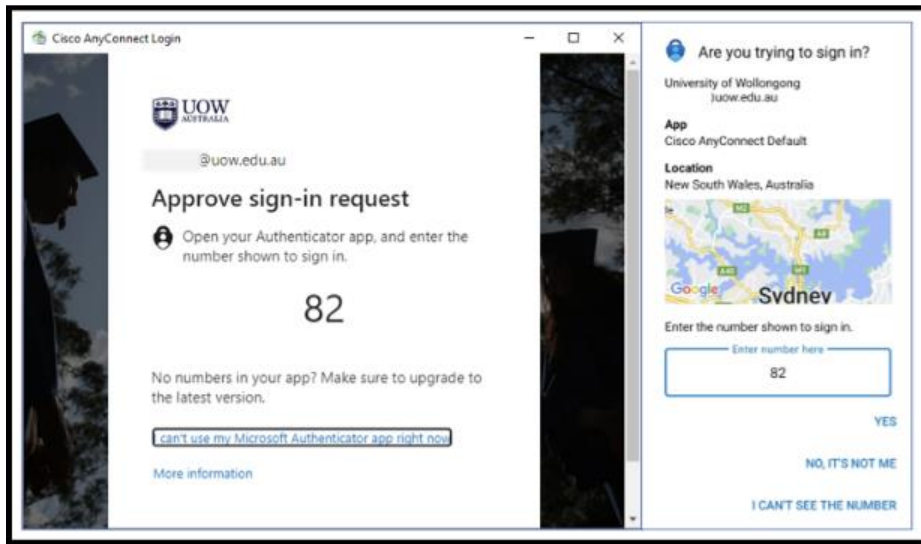 Cisco AnyConnect Login
UOW
AUSTRALIA
@uow.edu.au
Approve sign-in request
Open your Authenticator app, and enter the
number shown to sign in.
82
No numbers in your app? Make sure to upgrade to
the latest version.
I can't use my Microsoft Authenticator app right now
More information
Are you trying to sign in?
University of Wollongong
uow.edu.au
App
Cisco AnyConnect Default
Location
New South Wales, Australia
M2
A8
A40
M1
Google
Sydney
Enter the number shown to sign in.
Enter number here
82
YES
NO, IT'S NOT ME
I CAN'T SEE THE NUMBER